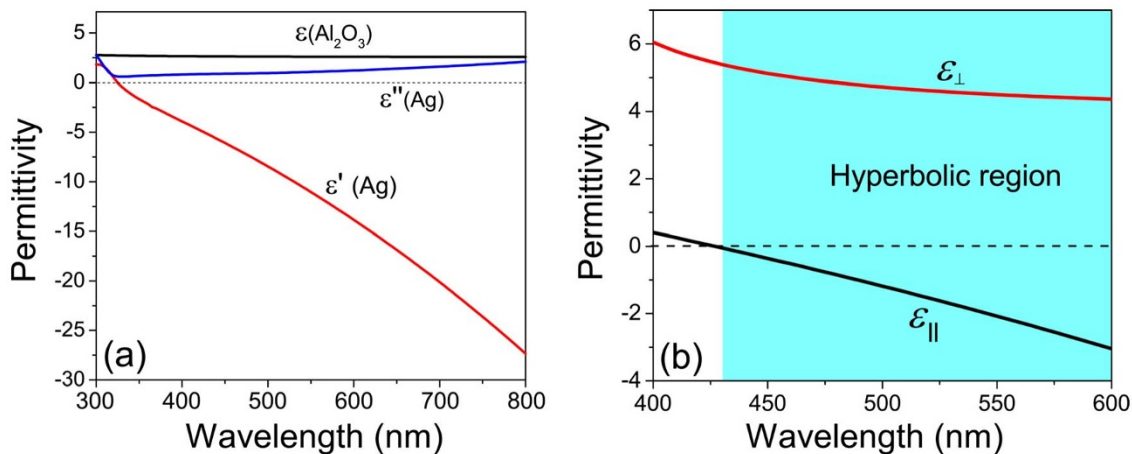 5
0
-5
-10
-15
-20
-25
-30
300 400 500 600 700 800
Permittivity
Wavelength (nm)
ε(Al₂O₃)
ε''(Ag)
ε' (Ag)
(a)
6
4
2
0
-2
-4
400 450 500 550 600
Permittivity
Wavelength (nm)
ε⊥
Hyperbolic region
ε||
(b)